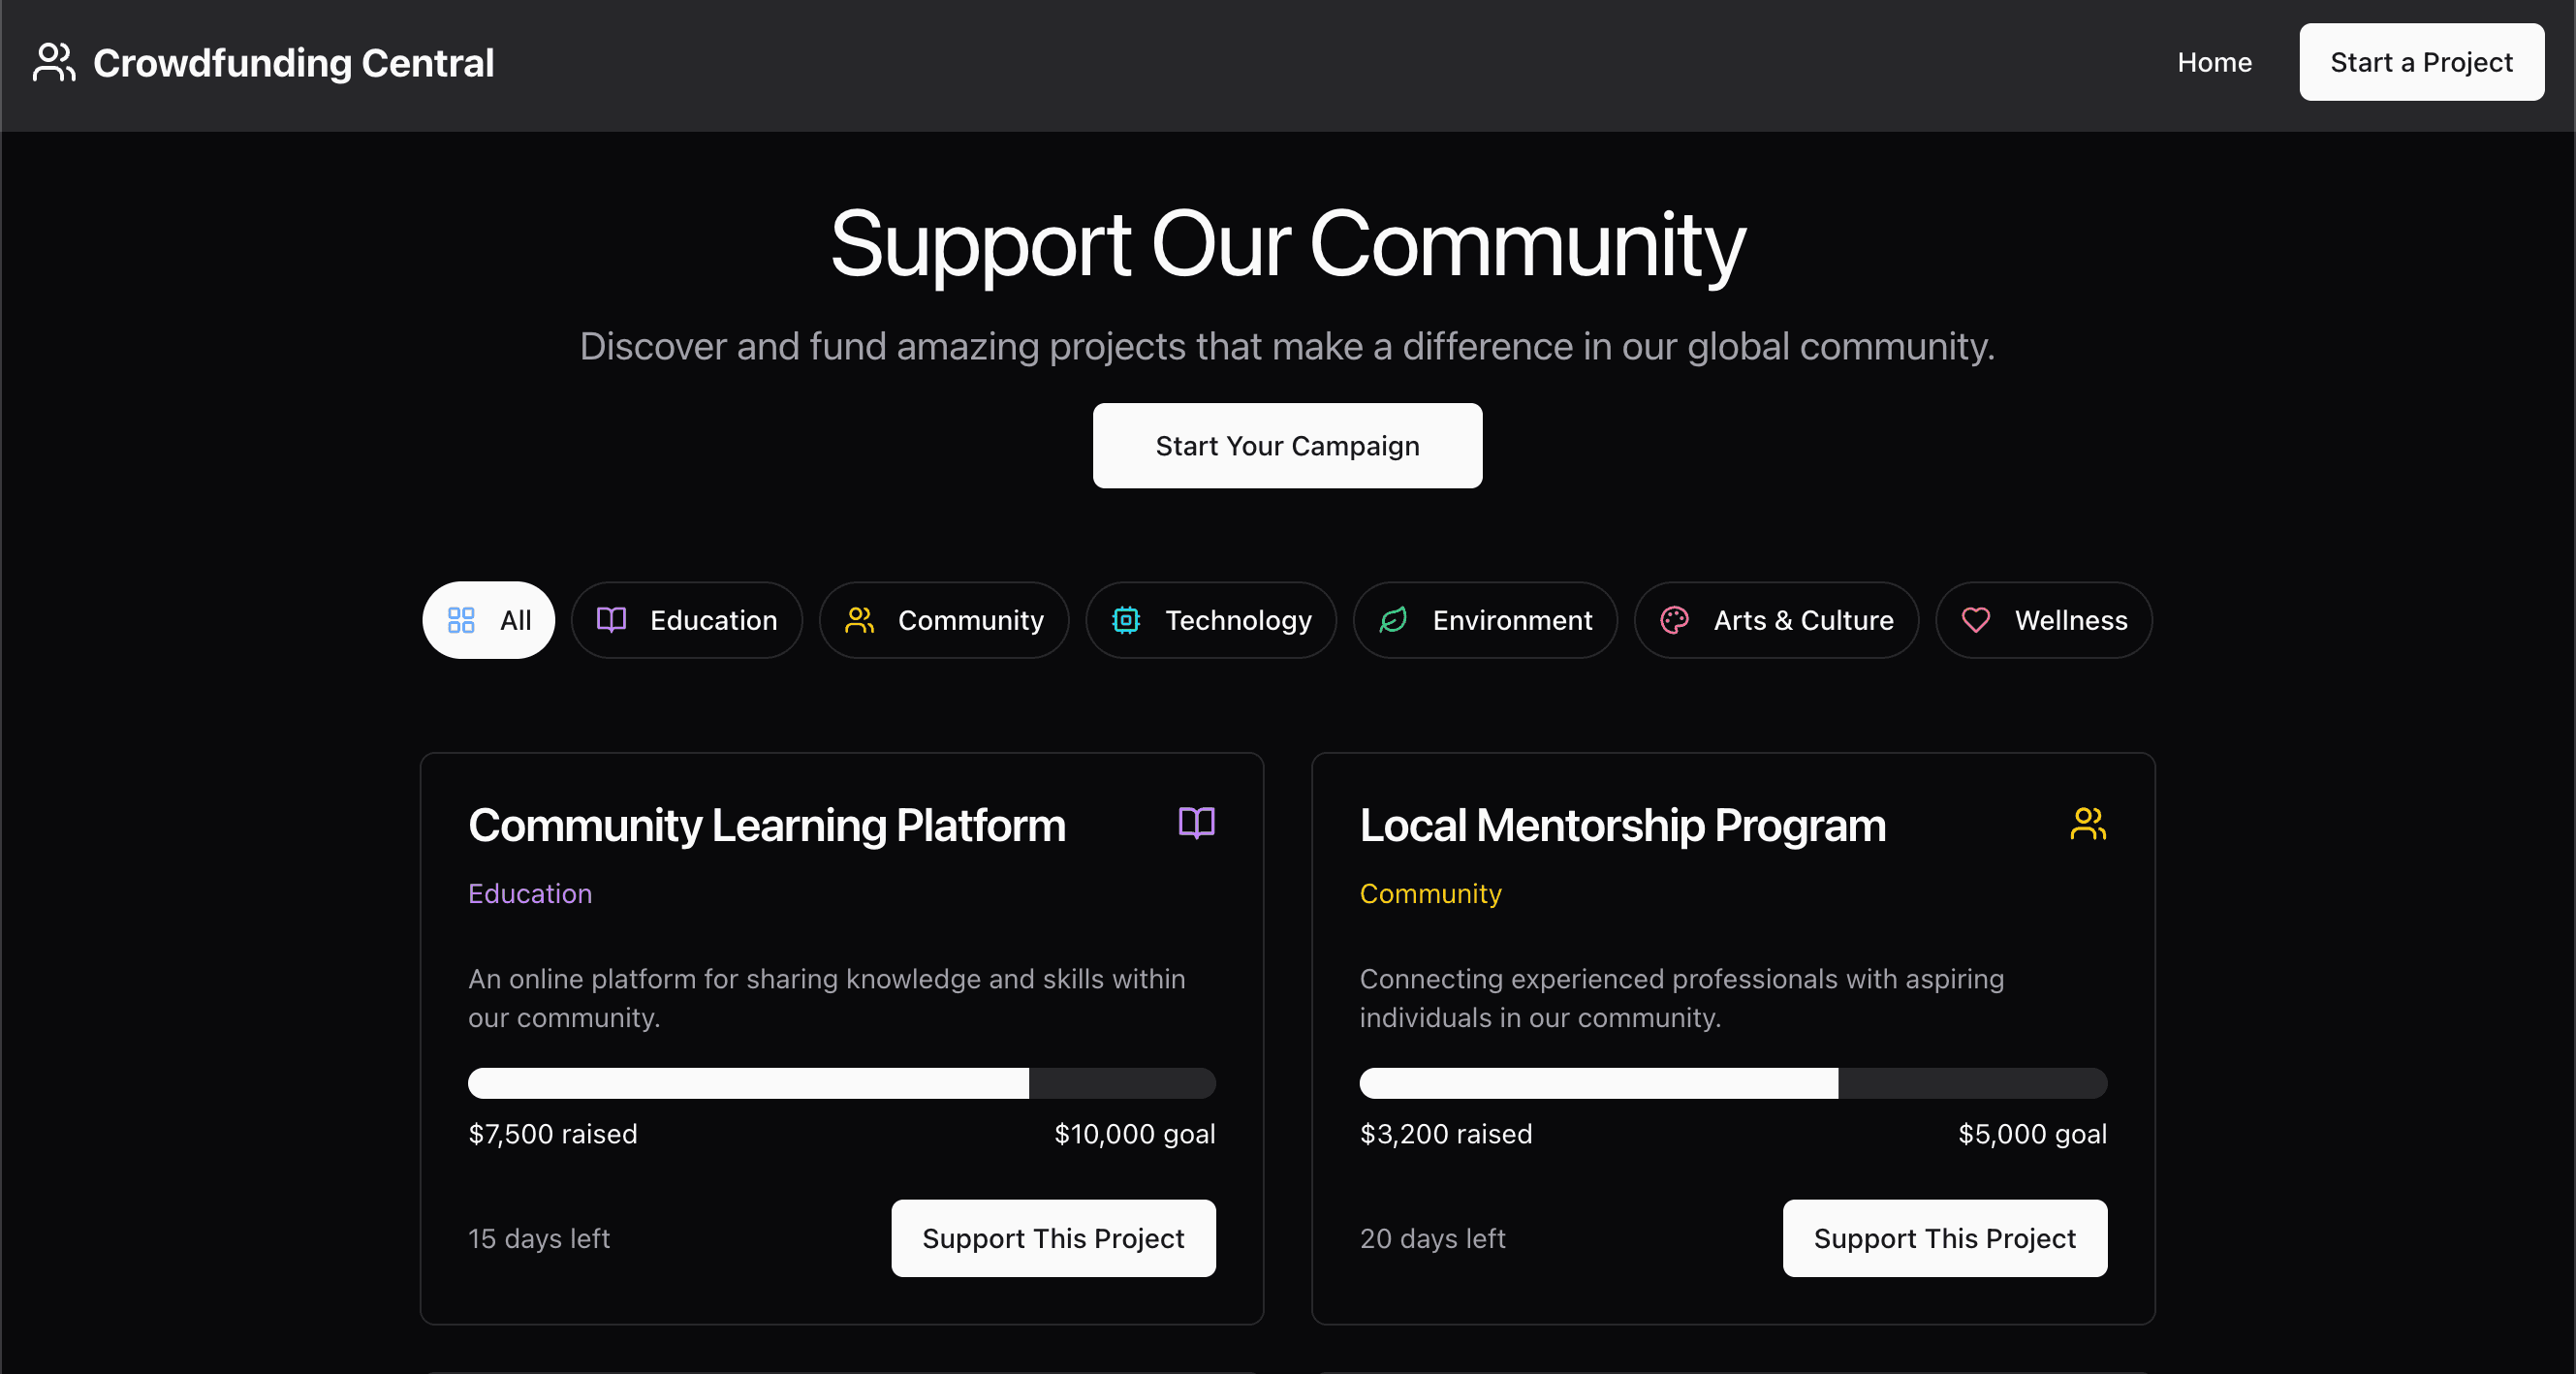 Crowdfunding Central
Home
Start a Project
Support Our Community
Discover and fund amazing projects that make a difference in our global community.
Start Your Campaign
All
Education
Community
Technology
Environment
Arts & Culture
Wellness
Community Learning Platform
Education
An online platform for sharing knowledge and skills within
our community.
$7,500 raised
$10,000 goal
15 days left
Support This Project
Local Mentorship Program
Community
Connecting experienced professionals with aspiring
individuals in our community.
$3,200 raised
$5,000 goal
20 days left
Support This Project